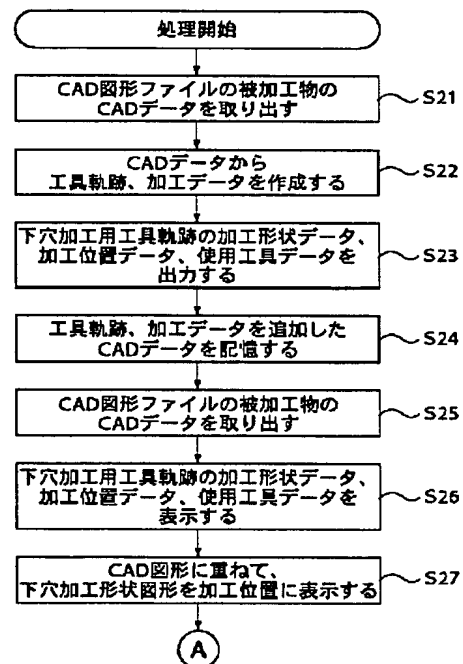 処理開始
CAD図形ファイルの被加工物の
CADデータを取り出す
S21
CADデータから
工具軌跡、加工データを作成する
S22
下穴加工用工具軌跡の加工形状データ、
加工位置データ、使用工具データを
出力する
S23
工具軌跡、加工データを追加した
CADデータを記憶する
S24
CAD図形ファイルの被加工物の
CADデータを取り出す
S25
下穴加工用工具軌跡の加工形状データ、
加工位置データ、使用工具データを
表示する
S26
CAD図形に重ねて、
下穴加工形状図形を加工位置に表示する
S27
A